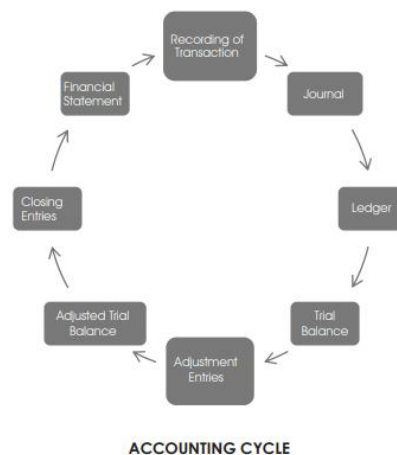 Recording of
Transaction
Journal
Ledger
Trial
Balance
Adjustment
Entries
Adjusted Trial
Balance
Closing
Entries
Financial
Statement
ACCOUNTING CYCLE